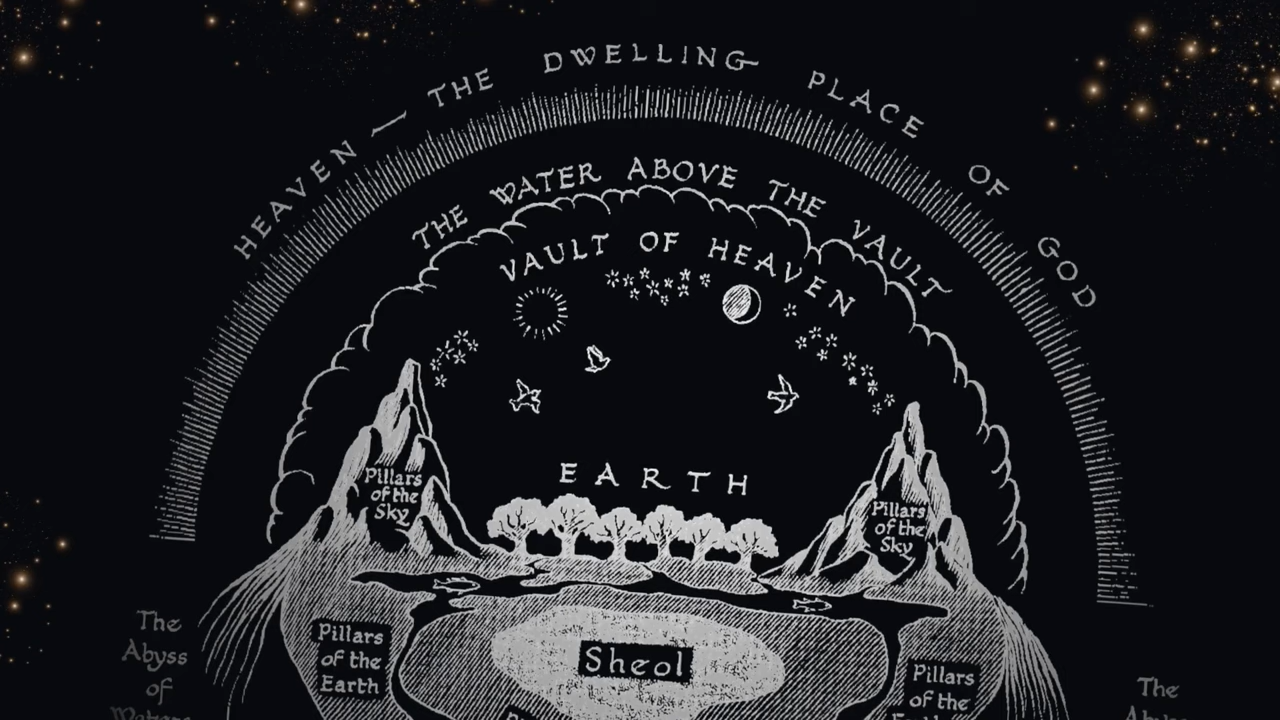 HEAVEN — THE DWELLING PLACE OF GOD
THE WATER ABOVE THE VAULT
VAULT OF HEAVEN
EARTH
Pillars
of the
Sky
Pillars
of the
Sky
Sheol
Pillars
of the
Earth
Pillars
of the
The
Abyss
of
Waters
The